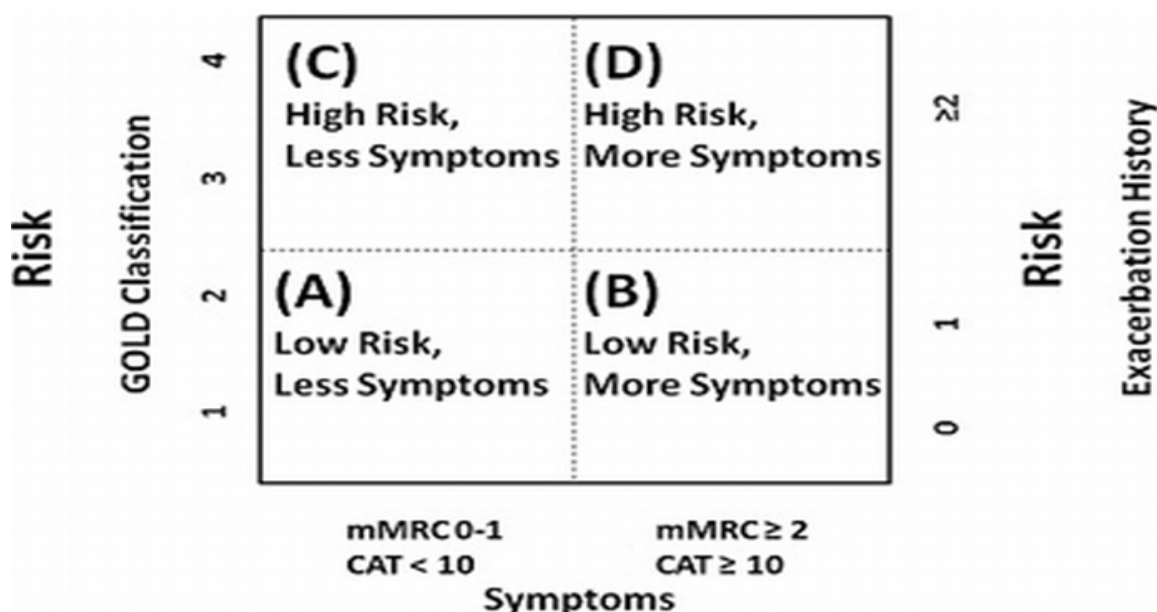 Risk
GOLD Classification
4
3
2
1
(C)
High Risk,
Less Symptoms
(D)
High Risk,
More Symptoms
(A)
Low Risk,
Less Symptoms
(B)
Low Risk,
More Symptoms
≥2
1
0
Risk
Exacerbation History
mMRC 0-1
CAT < 10
mMRC ≥ 2
CAT ≥ 10
Symptoms